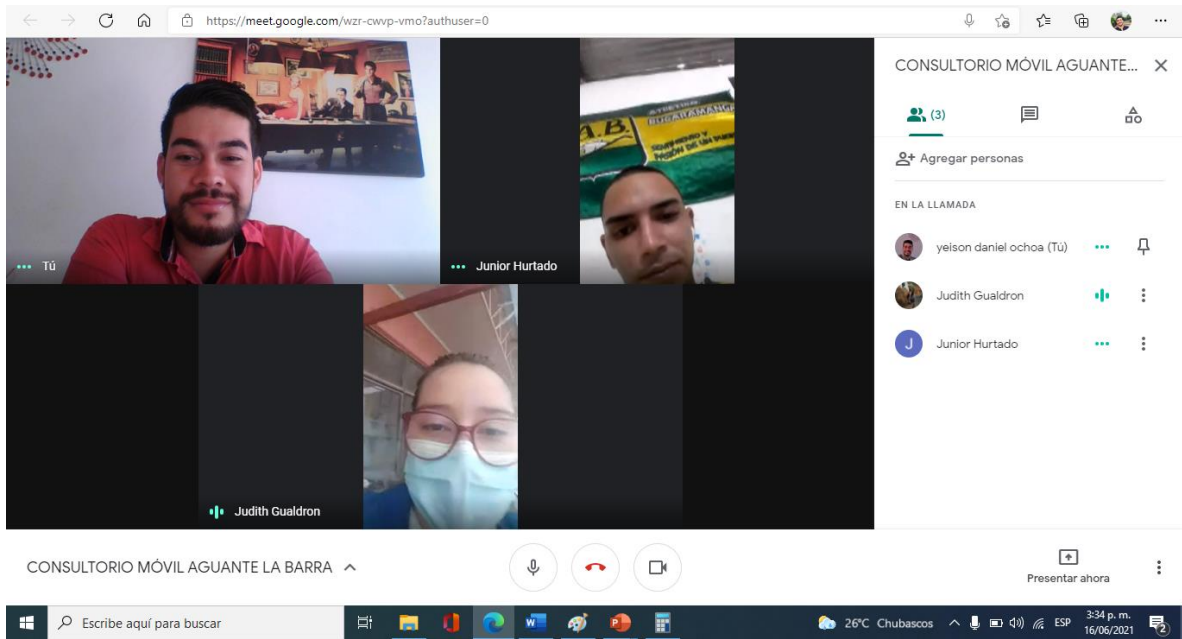 https://meet.google.com/wzr-cwvp-vmo?authuser=0
CONSULTORIO MÓVIL AGUANTE...
(3)
Agregar personas
EN LA LLAMADA
yeison daniel ochoa (Tú)
Judith Gualdron
J
Junior Hurtado
A.B.
BUCARAMANGA
Tú
Junior Hurtado
Judith Gualdron
CONSULTORIO MÓVIL AGUANTE LA BARRA
Presentar ahora
Escribe aquí para buscar
26°C Chubascos
ESP
3:34 p. m.
16/06/2021
2